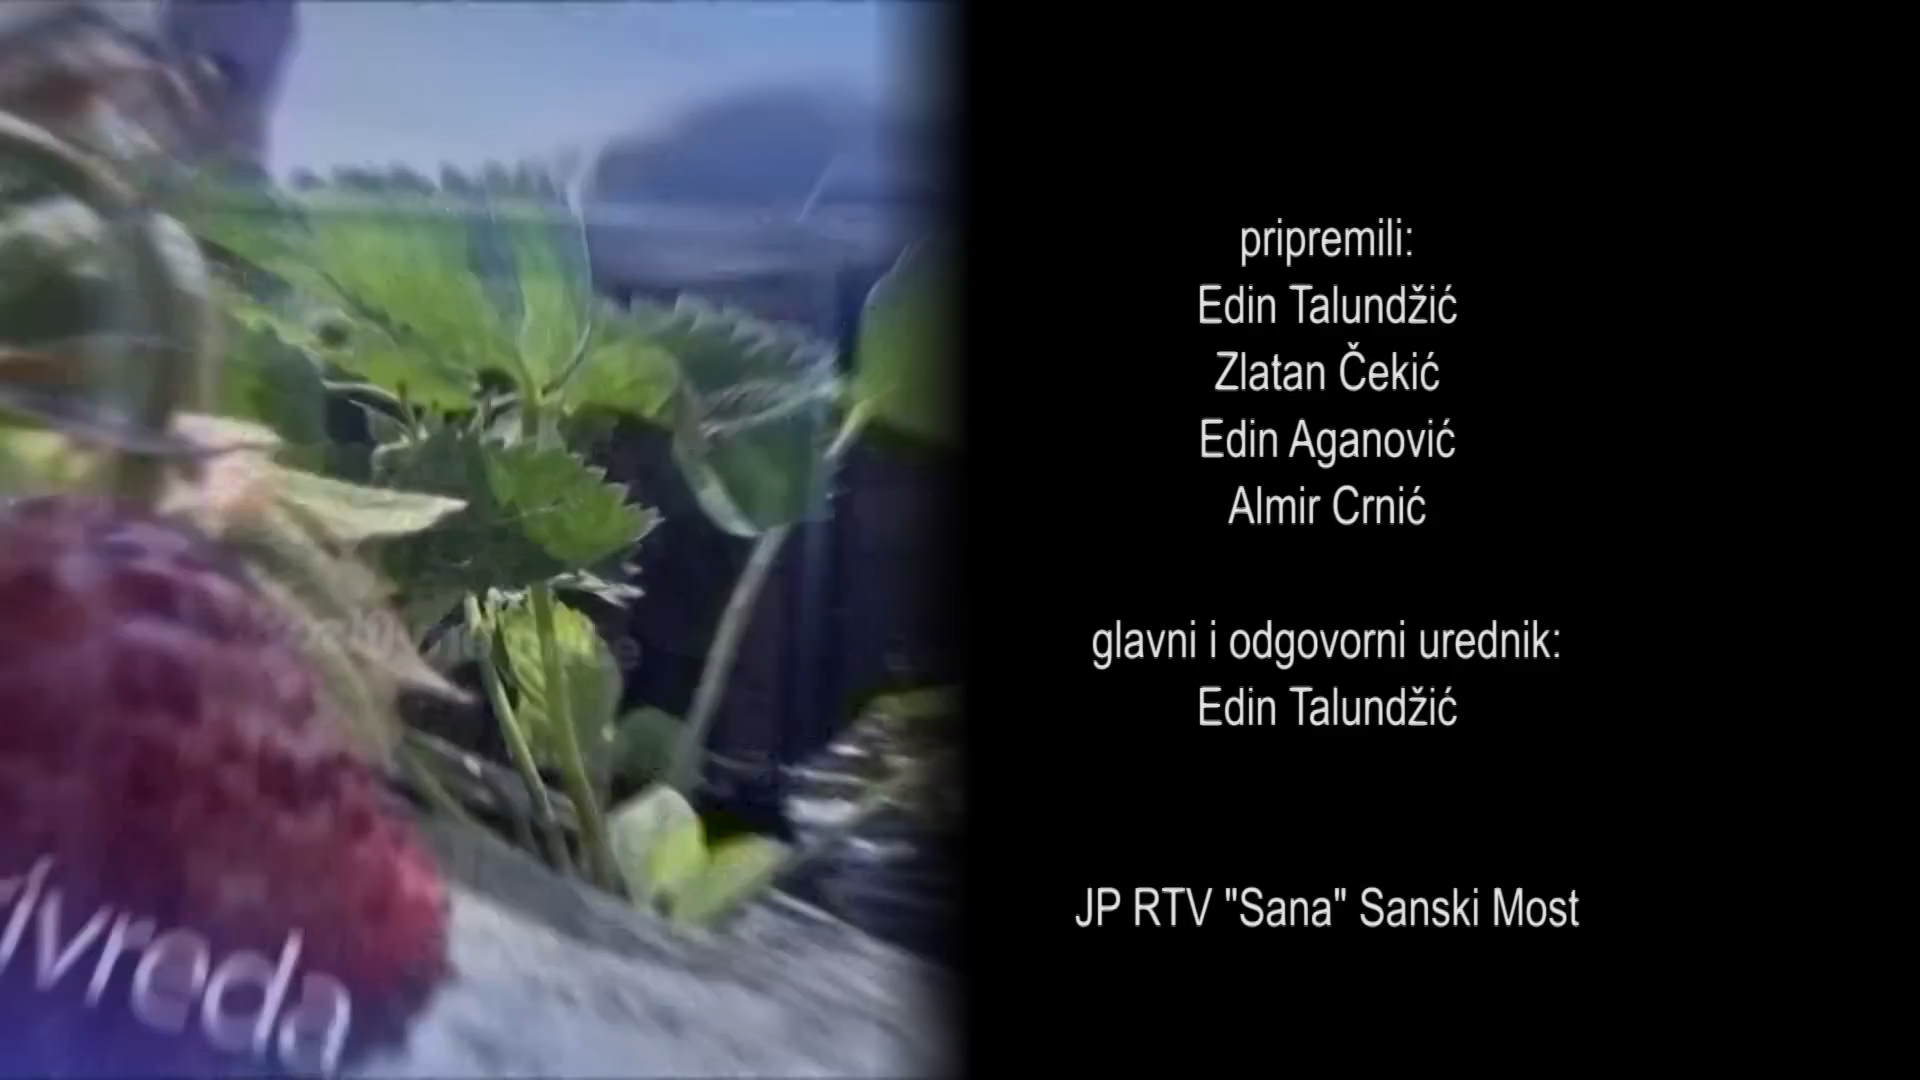 pripremili:
Edin Talundžić
Zlatan Čekić
Edin Aganović
Almir Crnić
glavni i odgovorni urednik:
Edin Talundžić
JP RTV "Sana" Sanski Most